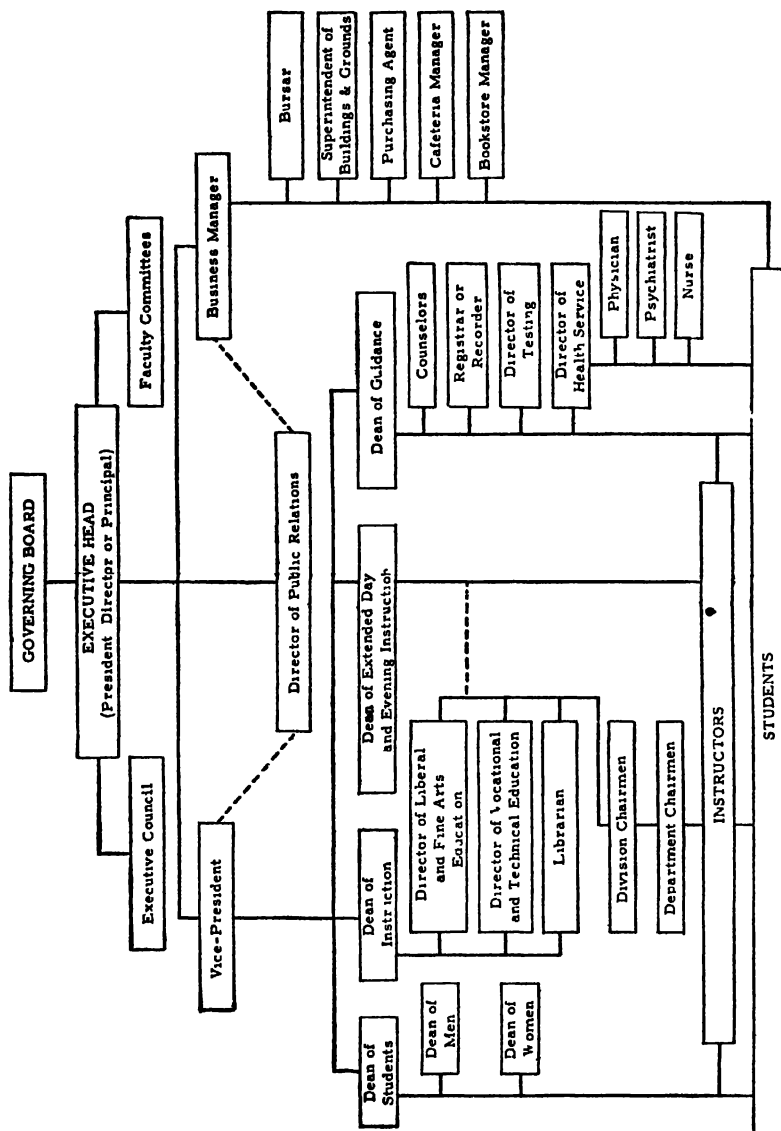 GOVERNING BOARD
EXECUTIVE HEAD
(President Director or Principal)
Executive Council
Faculty Committees
Vice-President
Business Manager
Director of Public Relations
Bursar
Superintendent of
Buildings & Grounds
Purchasing Agent
Cafeteria Manager
Bookstore Manager
Dean of
Students
Dean of
Instruction
Dean of Extended Day
and Evening Instruction
Dean of Guidance
Dean of
Men
Dean of
Women
Director of Liberal
and Fine Arts
Education
Director of Vocational
and Technical Education
Librarian
Division Chairmen
Department Chairmen
Counselors
Registrar or
Recorder
Director of
Testing
Director of
Health Service
Physician
Psychiatrist
Nurse
INSTRUCTORS
STUDENTS